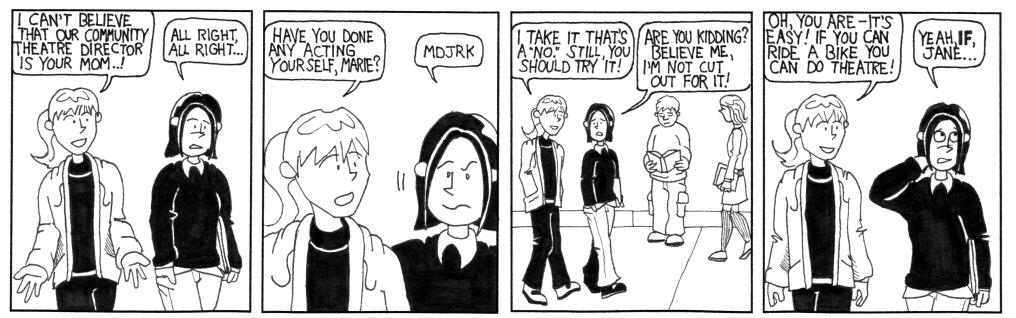 I CAN'T BELIEVE
THAT OUR COMMUNITY
THEATRE DIRECTOR
IS YOUR MOM..!
ALL RIGHT,
ALL RIGHT...
HAVE YOU DONE
ANY ACTING
YOURSELF, MARIE?
MDJRK
I TAKE IT THAT'S
A "NO." STILL, YOU
SHOULD TRY IT!
ARE YOU KIDDING?
BELIEVE ME,
I'M NOT CUT
OUT FOR IT!
OH, YOU ARE - IT'S
EASY! IF YOU CAN
RIDE A BIKE YOU
CAN DO THEATRE!
YEAH, IF,
JANE...